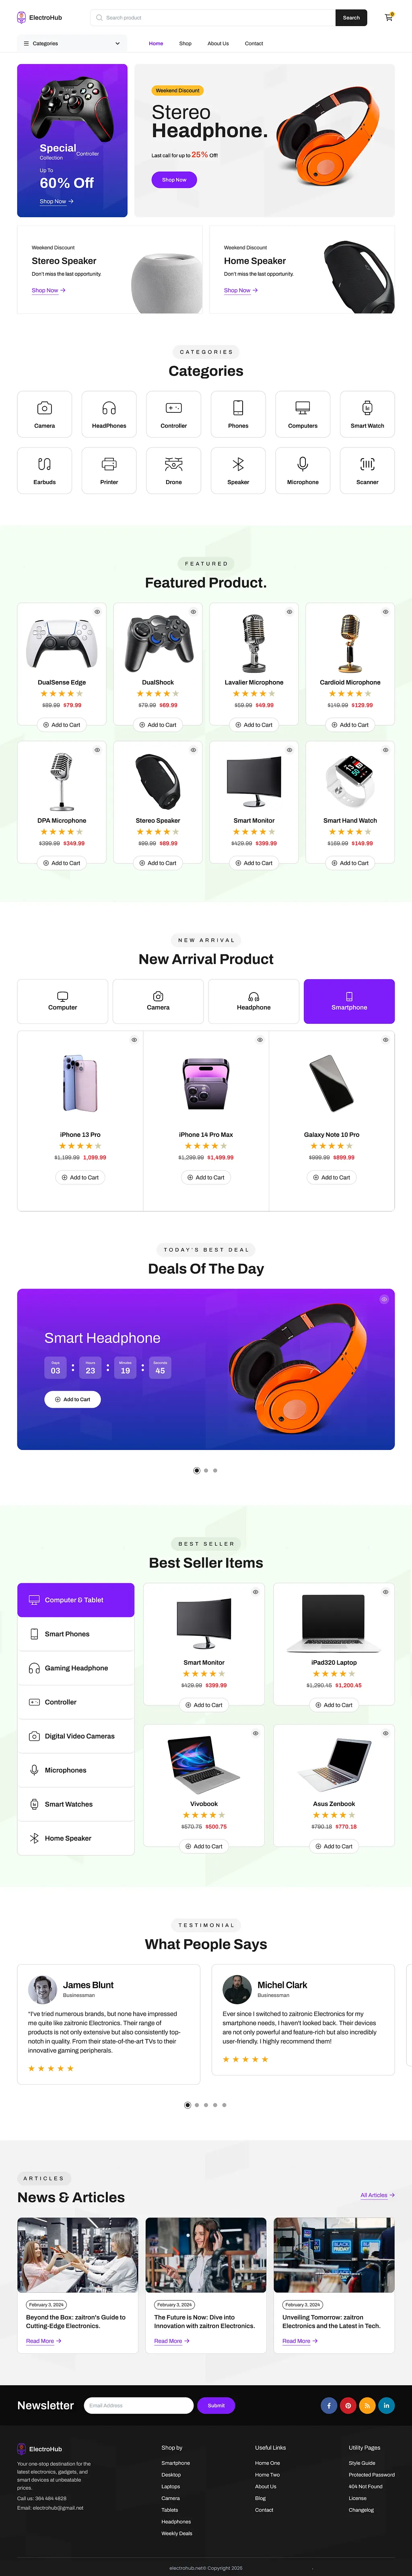 ElectroHub
Search product
Search
0
Categories
Home
Shop
About Us
Contact
Special
Collection
Controller
Up To
60% Off
Shop Now
Weekend Discount
Stereo
Headphone.
Last call for up to 25% Off!
Shop Now
Weekend Discount
Stereo Speaker
Don't miss the last opportunity.
Shop Now
Weekend Discount
Home Speaker
Don't miss the last opportunity.
Shop Now
CATEGORIES
Categories
Camera
HeadPhones
Controller
Phones
Computers
Smart Watch
Earbuds
Printer
Drone
Speaker
Microphone
Scanner
FEATURED
Featured Product.
DualSense Edge
$89.99 $79.99
Add to Cart
DualShock
$79.99 $69.99
Add to Cart
Lavalier Microphone
$59.99 $49.99
Add to Cart
Cardioid Microphone
$149.99 $129.99
Add to Cart
DPA Microphone
$399.99 $349.99
Add to Cart
Stereo Speaker
$99.99 $89.99
Add to Cart
Smart Monitor
$429.99 $399.99
Add to Cart
Smart Hand Watch
$169.99 $149.99
Add to Cart
NEW ARRIVAL
New Arrival Product
Computer
Camera
Headphone
Smartphone
iPhone 13 Pro
$1,199.99 1,099.99
Add to Cart
iPhone 14 Pro Max
$1,299.99 $1,499.99
Add to Cart
Galaxy Note 10 Pro
$999.99 $899.99
Add to Cart
TODAY'S BEST DEAL
Deals Of The Day
Smart Headphone
Days
03
:
Hours
23
:
Minutes
19
:
Seconds
45
Add to Cart
BEST SELLER
Best Seller Items
Computer & Tablet
Smart Phones
Gaming Headphone
Controller
Digital Video Cameras
Microphones
Smart Watches
Home Speaker
Smart Monitor
$429.99 $399.99
Add to Cart
iPad320 Laptop
$1,290.45 $1,200.45
Add to Cart
Vivobook
$570.75 $500.75
Add to Cart
Asus Zenbook
$790.18 $770.18
Add to Cart
TESTIMONIAL
What People Says
James Blunt
Businessman
"I've tried numerous brands, but none have impressed
me quite like zaitronic Electronics. Their range of
products is not only extensive but also consistently top-
notch in quality. From their state-of-the-art TVs to their
innovative gaming peripherals.
Michel Clark
Businessman
Ever since I switched to zaitronic Electronics for my
smartphone needs, I haven't looked back. Their devices
are not only powerful and feature-rich but also incredibly
user-friendly. I highly recommend them!
ARTICLES
News & Articles
All Articles
February 3, 2024
Beyond the Box: zaitron's Guide to
Cutting-Edge Electronics.
Read More
February 3, 2024
The Future is Now: Dive into
Innovation with zaitron Electronics.
Read More
BLACK
FRIDAY
February 3, 2024
Unveiling Tomorrow: zaitron
Electronics and the Latest in Tech.
Read More
Newsletter
Email Address
Submit
ElectroHub
Your one-stop destination for the
latest electronics, gadgets, and
smart devices at unbeatable
prices.
Call us: 364 464 4628
Email: electrohub@gmail.net
Shop by
Smartphone
Desktop
Laptops
Camera
Tablets
Headphones
Weekly Deals
Useful Links
Home One
Home Two
About Us
Blog
Contact
Utility Pages
Style Guide
Protected Password
404 Not Found
License
Changelog
electrohub.neh© Copyright 2025